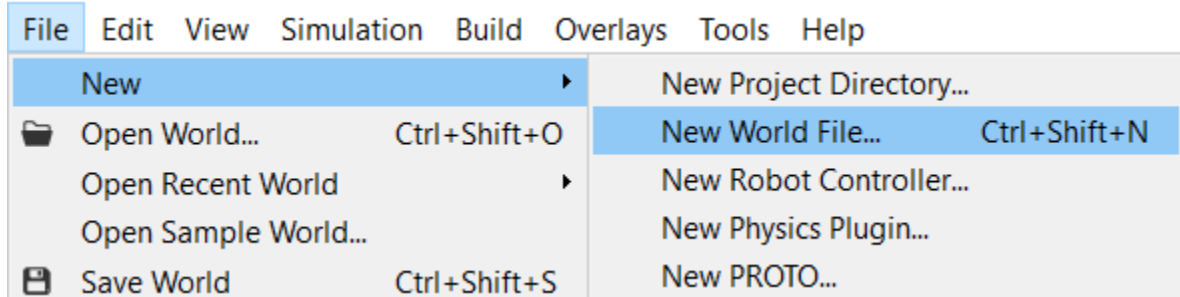 File Edit View Simulation Build Overlays Tools Help
New
Open World... Ctrl+Shift+O
Open Recent World
Open Sample World...
Save World Ctrl+Shift+S
New Project Directory...
New World File... Ctrl+Shift+N
New Robot Controller...
New Physics Plugin...
New PROTO...